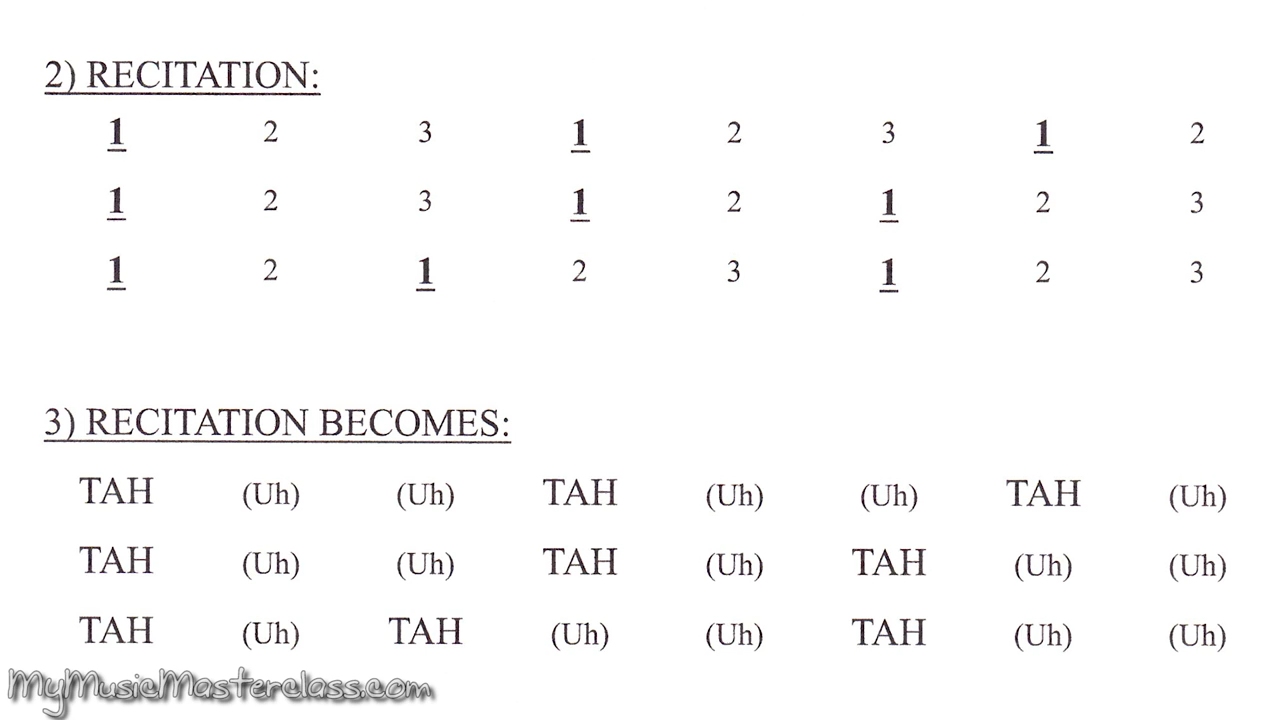 2) RECITATION:
1 2 3 1 2 3 1 2
1 2 3 1 2 1 2 3
1 2 1 2 3 1 2 3
3) RECITATION BECOMES:
TAH (Uh) (Uh) TAH (Uh) (Uh) TAH (Uh)
TAH (Uh) (Uh) TAH (Uh) TAH (Uh) (Uh)
TAH (Uh) TAH (Uh) (Uh) TAH (Uh) (Uh)
MyMusicMasterclass.com